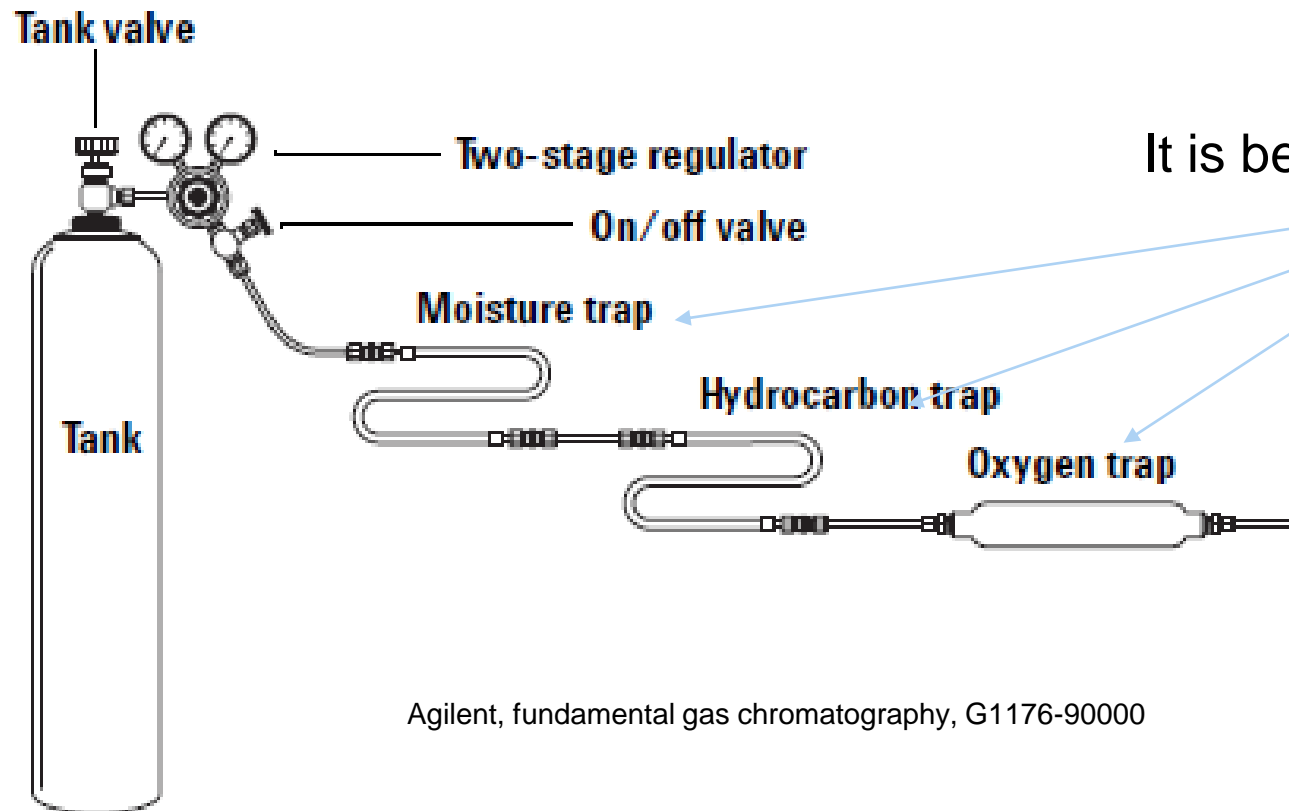 Tank valve
Two-stage regulator
It is be
On/off valve
Moisture trap
Hydrocarbon trap
Tank
Oxygen trap
Agilent, fundamental gas chromatography, G1176-90000